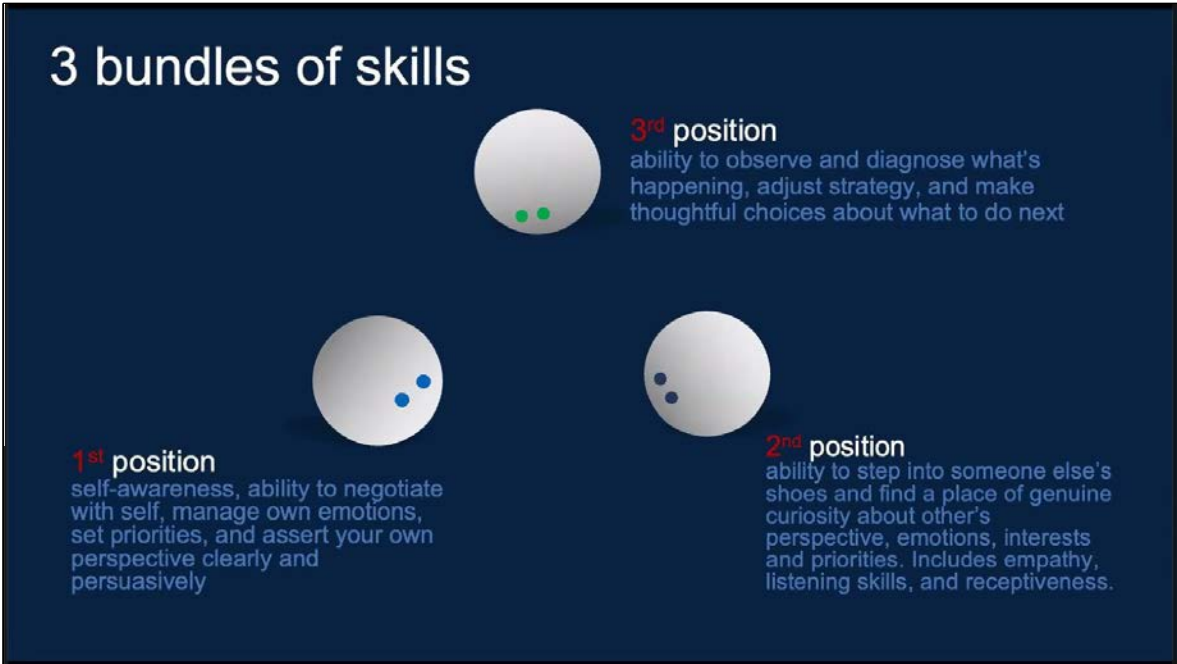 3 bundles of skills
3rd position
ability to observe and diagnose what's
happening, adjust strategy, and make
thoughtful choices about what to do next
1st position
self-awareness, ability to negotiate
with self, manage own emotions,
set priorities, and assert your own
perspective clearly and
persuasively
2nd position
ability to step into someone else's
shoes and find a place of genuine
curiosity about other's
perspective, emotions, interests
and priorities. Includes empathy,
listening skills, and receptiveness.